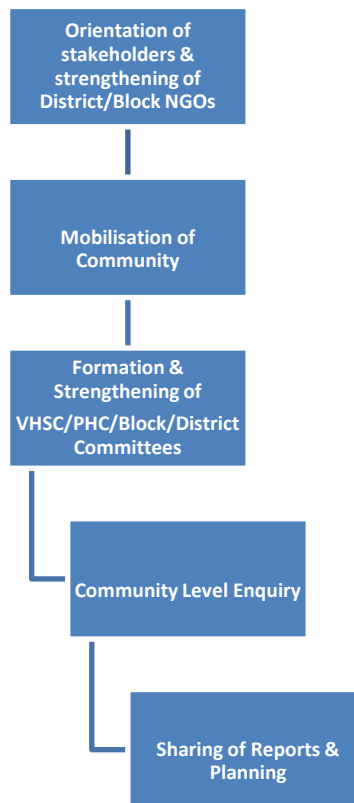 Orientation of
stakeholders &
strengthening of
District/Block NGOs
Mobilisation of
Community
Formation &
Strengthening of
VHSC/PHC/Block/District
Committees
Community Level Enquiry
Sharing of Reports &
Planning